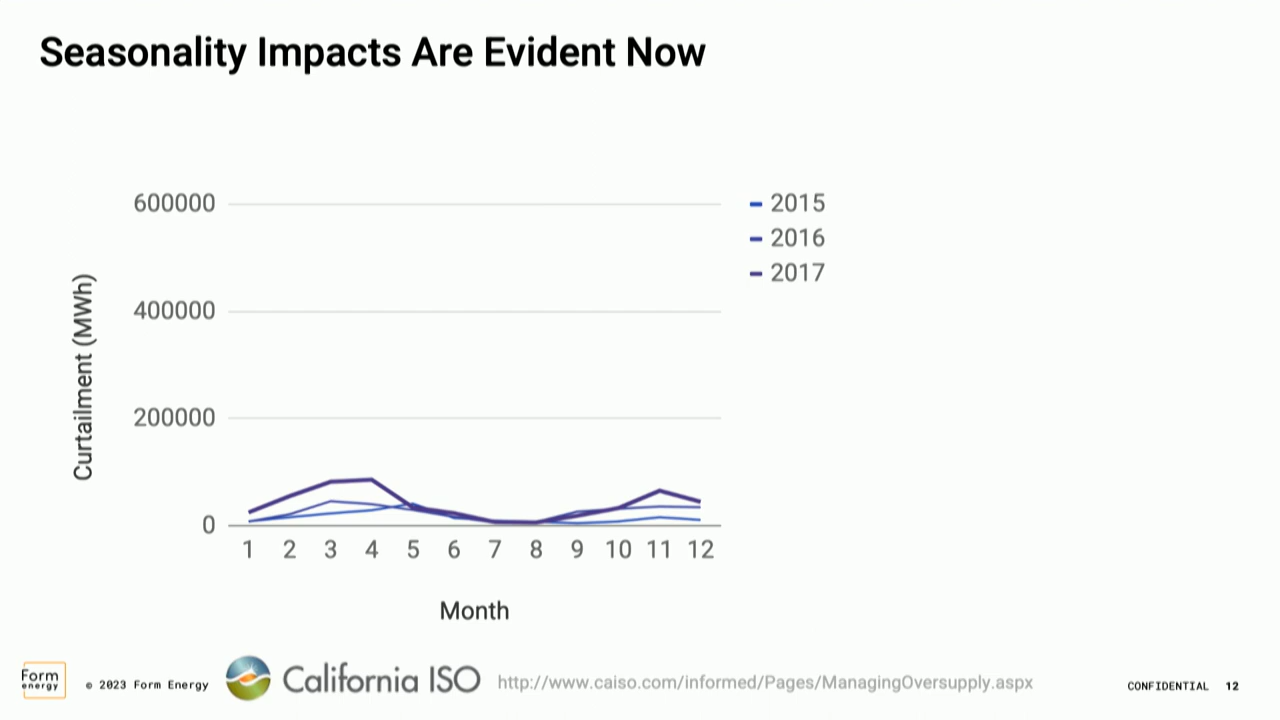 Seasonality Impacts Are Evident Now
600000
400000
200000
0
Curtailment (MWh)
1 2 3 4 5 6 7 8 9 10 11 12
Month
2015
2016
2017
Form
energy
© 2023 Form Energy
California ISO
http://www.caiso.com/informed/Pages/ManagingOversupply.aspx
CONFIDENTIAL 12